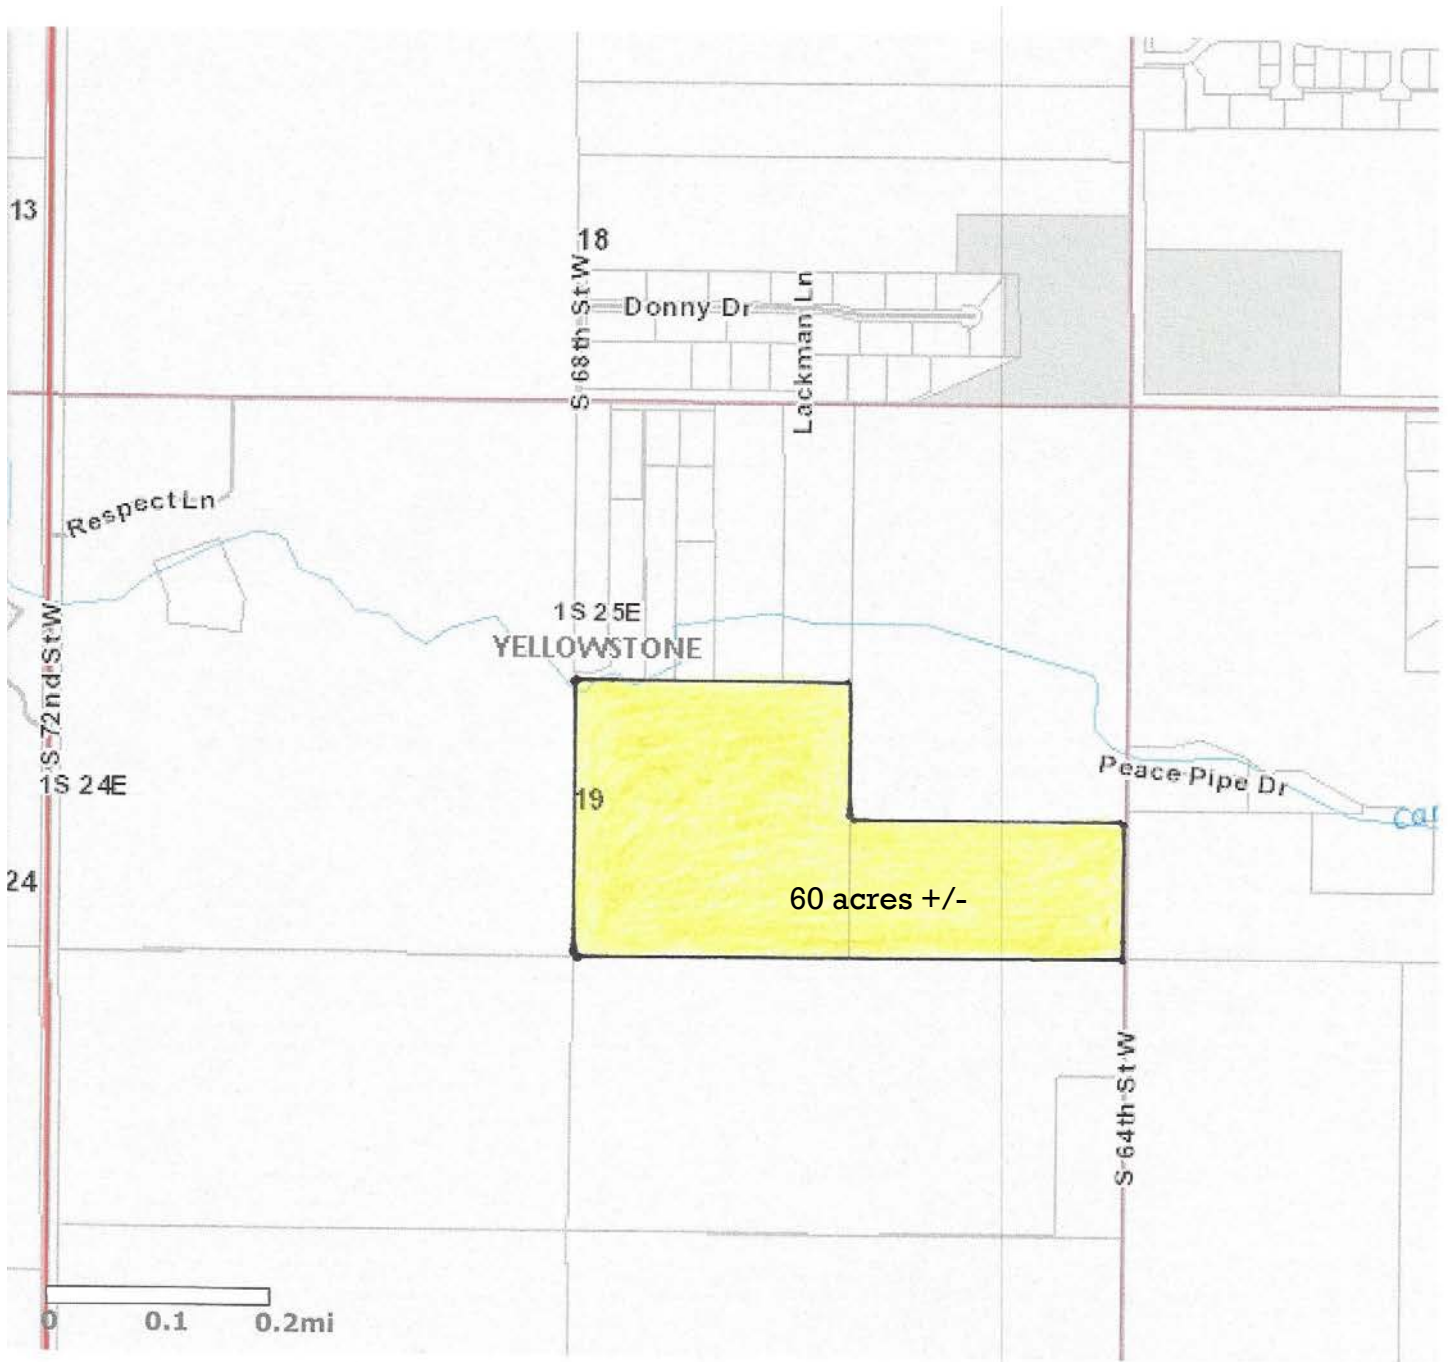 13
18
S 68th St W
Donny Dr
Lackman Ln
Respect Ln
1S 25E
YELLOWSTONE
S 72nd St W
1S 24E
19
Peace Pipe Dr
24
60 acres +/-
S 64th St W
0 0.1 0.2mi